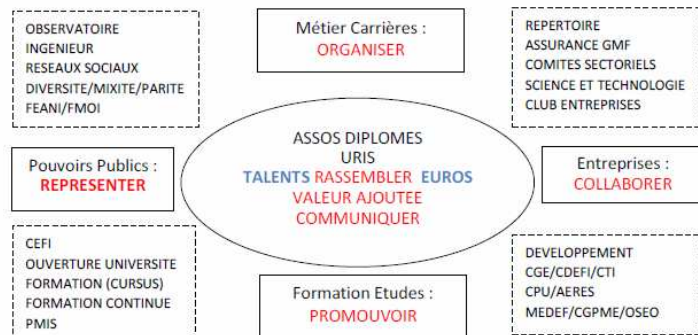 OBSERVATOIRE
INGENIEUR
RESEAUX SOCIAUX
DIVERSITE/MIXITE/PARITE
FEANI/FMOI
Métier Carrières :
ORGANISER
REPERTOIRE
ASSURANCE GMF
COMITES SECTORIELS
SCIENCE ET TECHNOLOGIE
CLUB ENTREPRISES
Pouvoirs Publics :
REPRESENTER
ASSOS DIPLOMES
URIS
TALENTS RASSEMBLER EUROS
VALEUR AJOUTEE
COMMUNIQUER
Entreprises :
COLLABORER
CEFI
OUVERTURE UNIVERSITE
FORMATION (CURSUS)
FORMATION CONTINUE
PMIS
Formation Etudes :
PROMOUVOIR
DEVELOPPEMENT
CGE/CDEFI/CTI
CPU/AERES
MEDEF/CGPME/OSEO